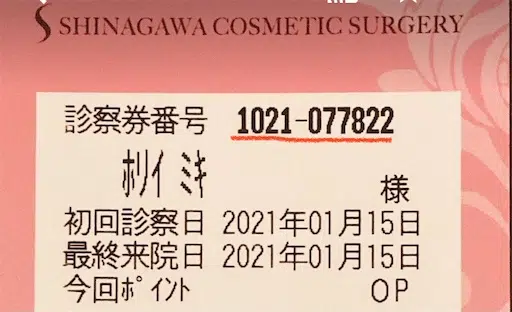 SHINAGAWA COSMETIC SURGERY
診察券番号 1021-077822
ﾎﾘｲ ﾐｷ
様
初回診察日 2021年01月15日
最終来院日 2021年01月15日
今回ﾎﾟｲﾝﾄ 0P